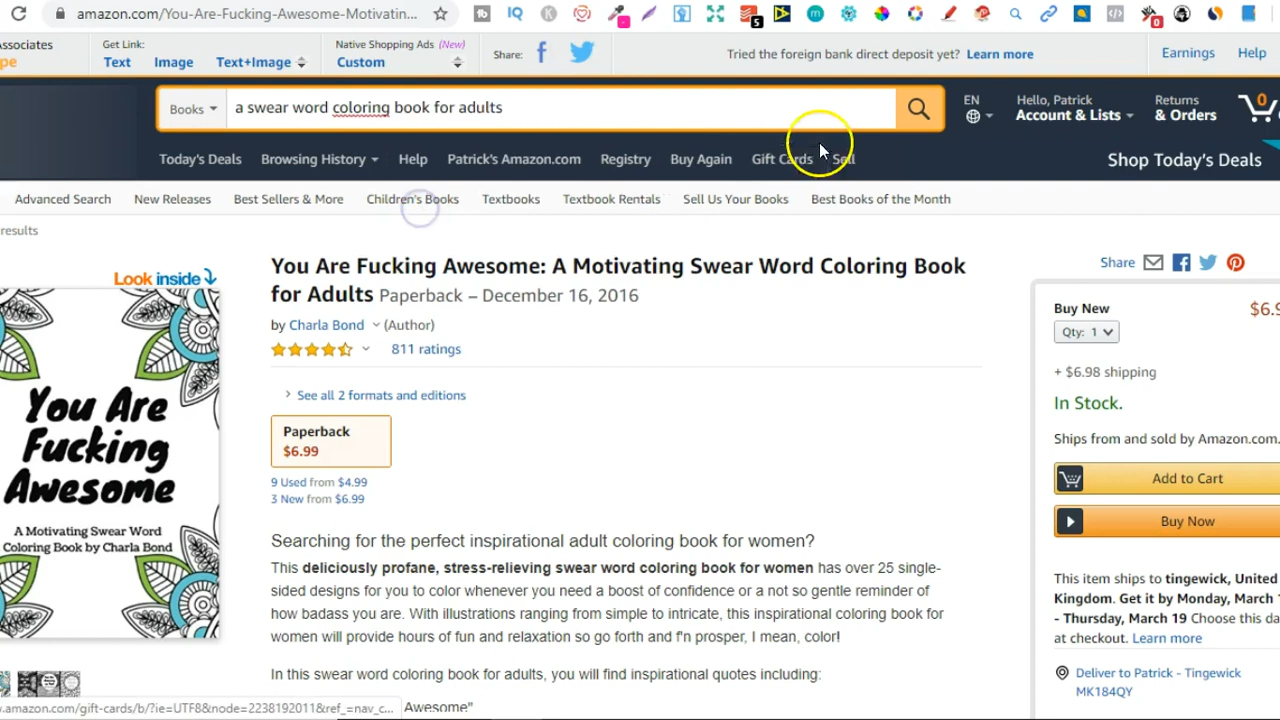 amazon.com/You-Are-Fucking-Awesome-Motivatin...
ssociates
pe
Get Link:
Text Image Text+Image
Native Shopping Ads (New)
Custom
Share:
Tried the foreign bank direct deposit yet? Learn more
Earnings Help
Books
a swear word coloring book for adults
EN
Hello, Patrick
Account & Lists
Returns
& Orders
0
Today's Deals Browsing History Help Patrick's Amazon.com Registry Buy Again Gift Cards Sell
Shop Today's Deals
Advanced Search New Releases Best Sellers & More Children's Books Textbooks Textbook Rentals Sell Us Your Books Best Books of the Month
results
Look inside
You Are
Fucking
Awesome
A Motivating Swear Word
Coloring Book by Charla Bond
You Are Fucking Awesome: A Motivating Swear Word Coloring Book
for Adults Paperback – December 16, 2016
by Charla Bond (Author)
811 ratings
See all 2 formats and editions
Paperback
$6.99
9 Used from $4.99
3 New from $6.99
Searching for the perfect inspirational adult coloring book for women?
This deliciously profane, stress-relieving swear word coloring book for women has over 25 single-
sided designs for you to color whenever you need a boost of confidence or a not so gentle reminder of
how badass you are. With illustrations ranging from simple to intricate, this inspirational coloring book for
women will provide hours of fun and relaxation so go forth and f'n prosper, I mean, color!
In this swear word coloring book for adults, you will find inspirational quotes including:
Awesome"
Share
Buy New
$6.9
Qty: 1
+ $6.98 shipping
In Stock.
Ships from and sold by Amazon.com.
Add to Cart
Buy Now
This item ships to tingewick, United
Kingdom. Get it by Monday, March 1
- Thursday, March 19 Choose this da
at checkout. Learn more
Deliver to Patrick - Tingewick
MK184QY
w.amazon.com/gift-cards/b/?ie=UTF8&node=2238192011&ref_=nav_c...